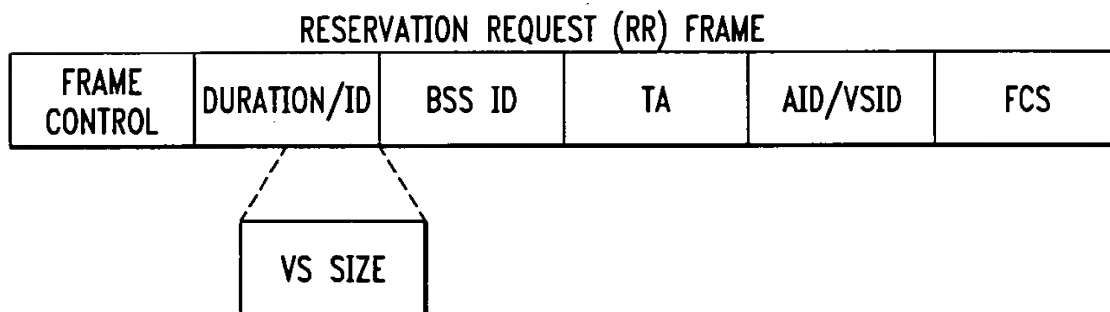 RESERVATION REQUEST (RR) FRAME
FRAME CONTROL
DURATION/ID
BSS ID
TA
AID/VSID
FCS
VS SIZE